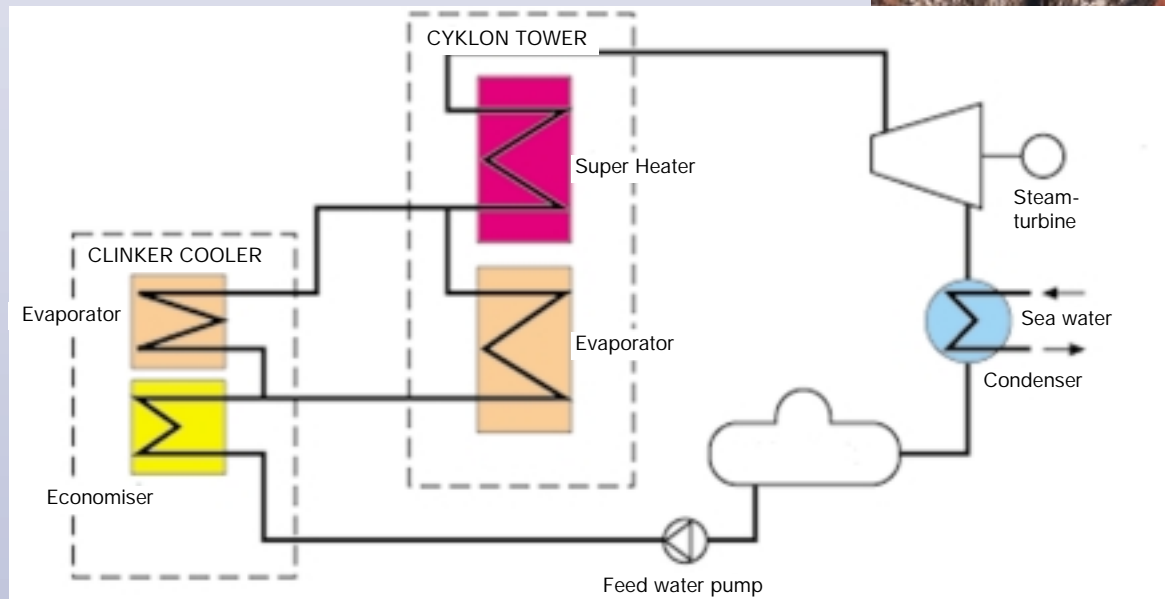 CYKLON TOWER
Super Heater
Steam-
turbine
CLINKER COOLER
Evaporator
Sea water
Evaporator
Condenser
Economiser
Feed water pump